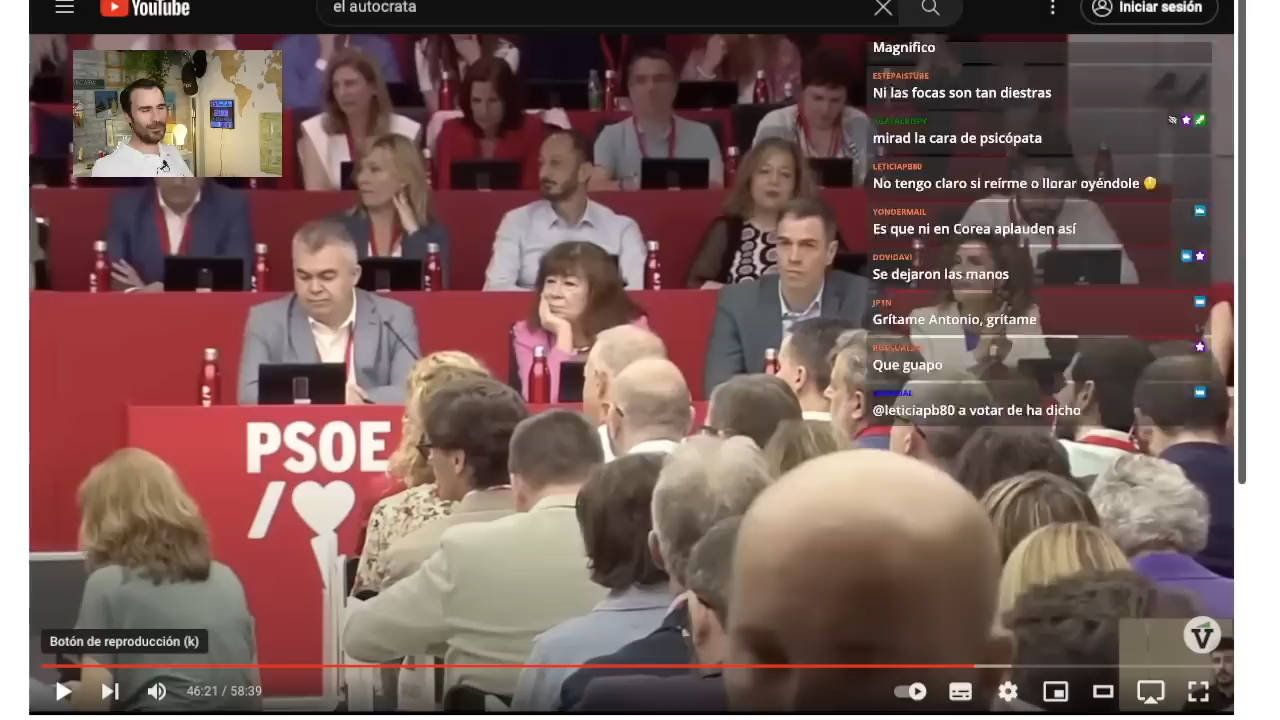 YouTube
el autocrata
Iniciar sesión
Magnifico
ESTEPAISTUBE
Ni las focas son tan diestras
mirad la cara de psicópata
LETICIAPB80
No tengo claro si reírme o llorar oyéndole
YONDERMAIL
Es que ni en Corea aplauden así
DOVIDAVI
Se dejaron las manos
JP1N
Grítame Antonio, grítame
Que guapo
@leticiapb80 a votar de ha dicho
PSOE
Botón de reproducción (k)
46:21 / 58:39
V